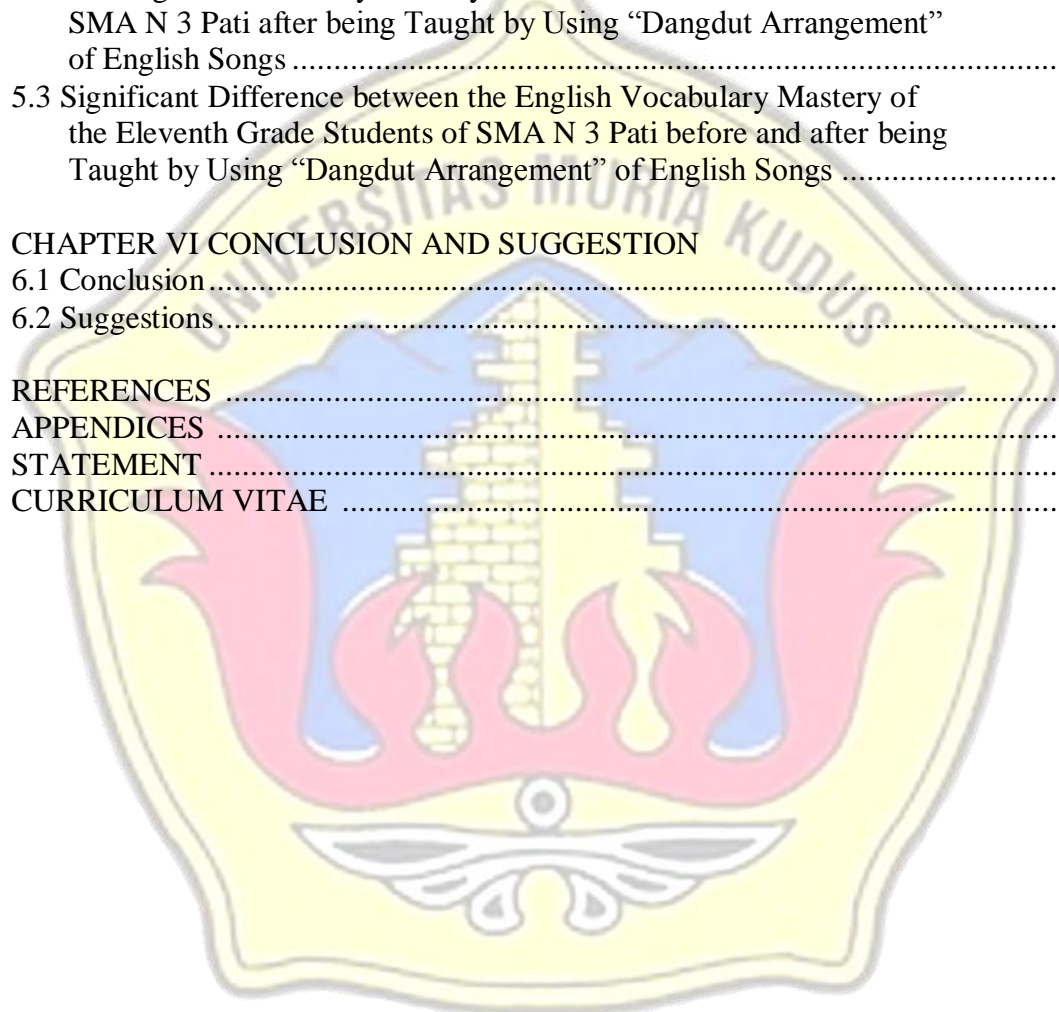 SMA N 3 Pati after being Taught by Using “Dangdut Arrangement”
of English Songs ........................................................................................
5.3 Significant Difference between the English Vocabulary Mastery of
the Eleventh Grade Students of SMA N 3 Pati before and after being
Taught by Using “Dangdut Arrangement” of English Songs ........................
UNIVERSITAS MURIA KUDUS
CHAPTER VI CONCLUSION AND SUGGESTION
6.1 Conclusion ................................................................................................
6.2 Suggestions ...............................................................................................
REFERENCES ..............................................................................................
APPENDICES ...............................................................................................
STATEMENT ................................................................................................
CURRICULUM VITAE ................................................................................